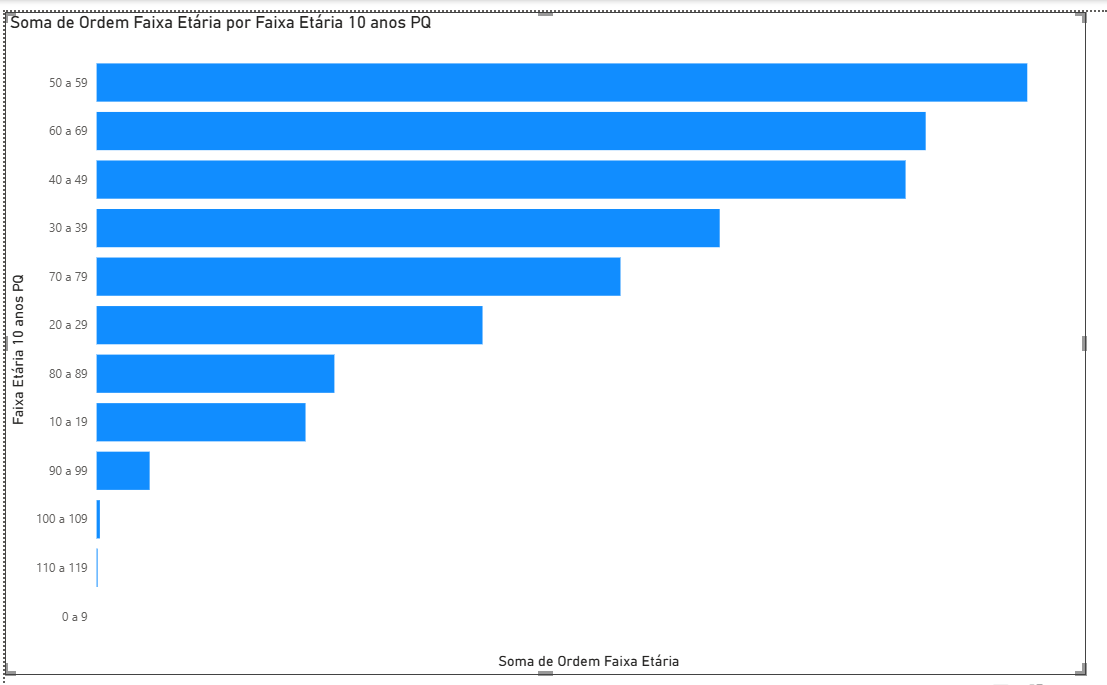 Soma de Ordem Faixa Etária por Faixa Etária 10 anos PQ
Faixa Etária 10 anos PQ
50 a 59
60 a 69
40 a 49
30 a 39
70 a 79
20 a 29
80 a 89
10 a 19
90 a 99
100 a 109
110 a 119
0 a 9
Soma de Ordem Faixa Etária